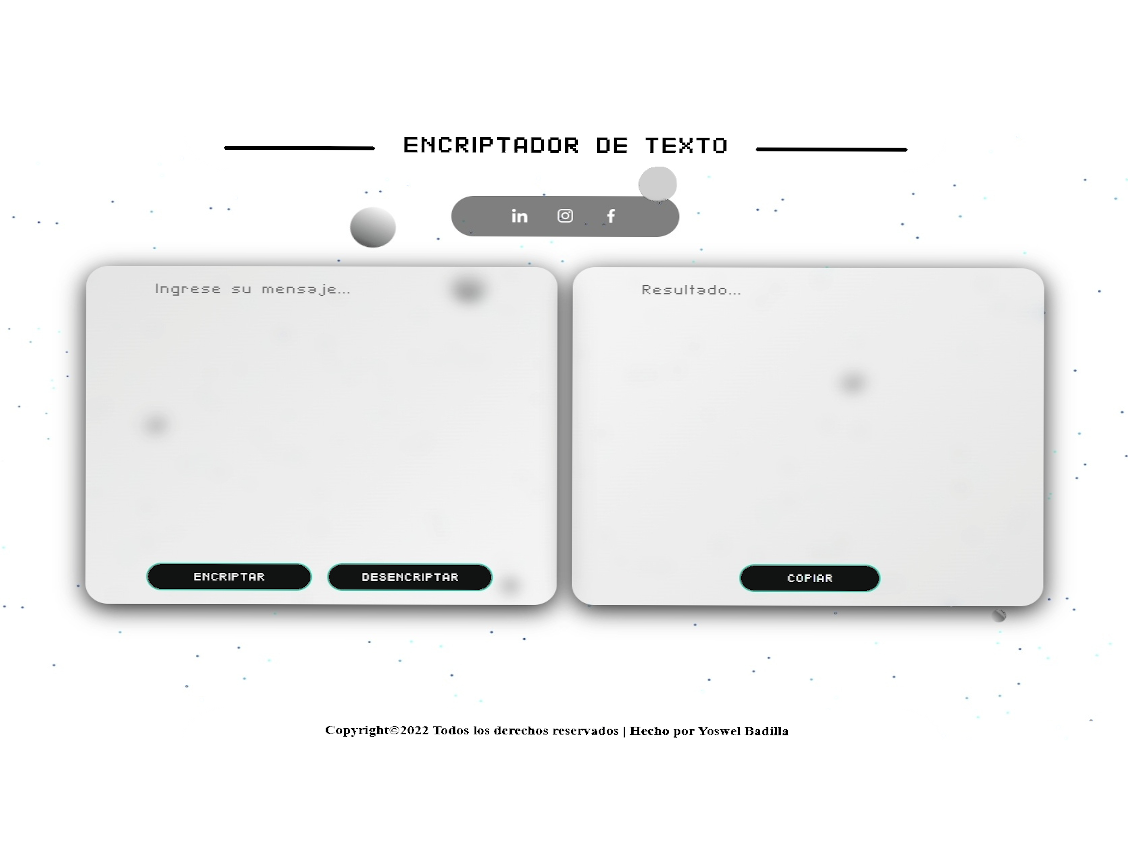 ENCRIPTADOR DE TEXTO
in
Ingrese su mensaje...
Resultado...
ENCRIPTAR
DESENCRIPTAR
COPIAR
Copyright©2022 Todos los derechos reservados | Hecho por Yoswel Badilla